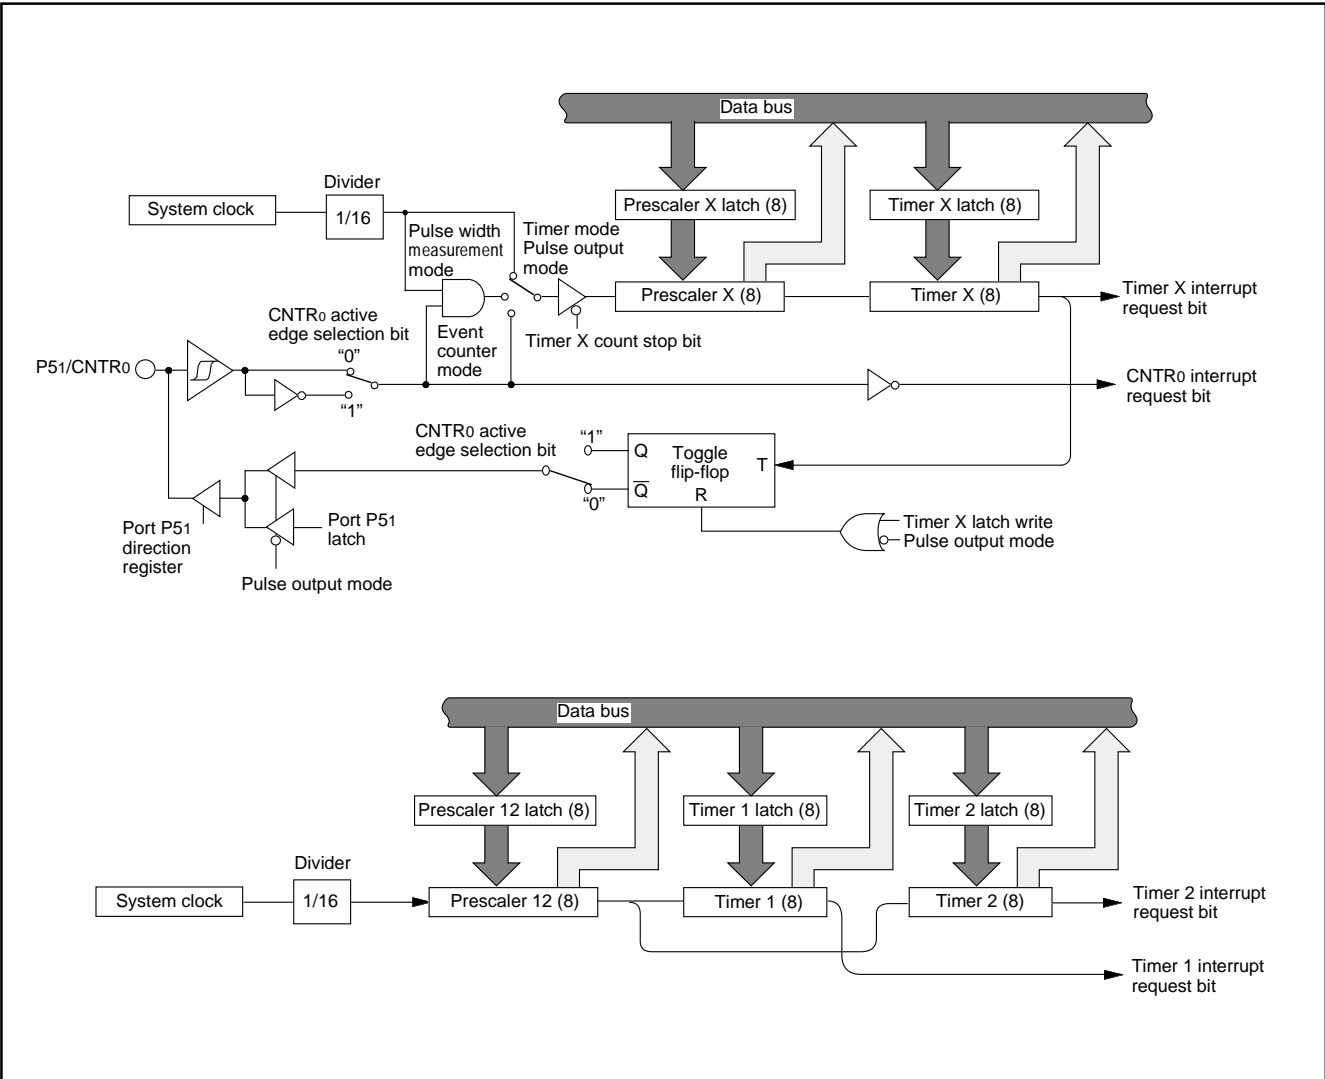 Data bus
Divider
System clock
1/16
Prescaler X latch (8)
Timer X latch (8)
Pulse width
measurement
mode
Timer mode
Pulse output
mode
Prescaler X (8)
Timer X (8)
Timer X interrupt
request bit
CNTR0 active
edge selection bit
"0"
Event
counter
mode
Timer X count stop bit
P51/CNTR0
"1"
CNTR0 interrupt
request bit
CNTR0 active
edge selection bit
"1"
Q
Toggle
flip-flop
T
Q̅
R
"0"
Port P51
direction
register
Port P51
latch
Timer X latch write
Pulse output mode
Pulse output mode
Data bus
Prescaler 12 latch (8)
Timer 1 latch (8)
Timer 2 latch (8)
Divider
System clock
1/16
Prescaler 12 (8)
Timer 1 (8)
Timer 2 (8)
Timer 2 interrupt
request bit
Timer 1 interrupt
request bit